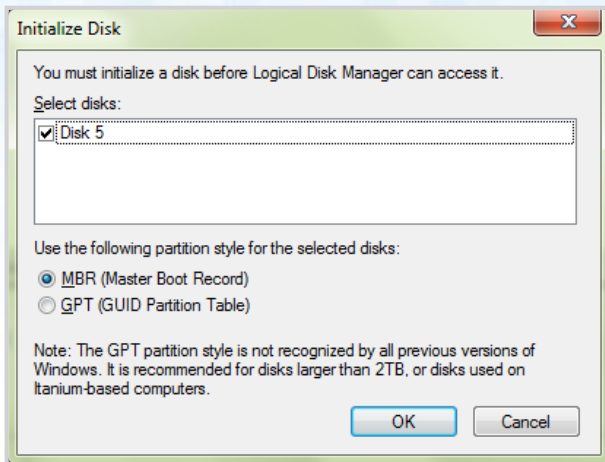 Initialize Disk
You must initialize a disk before Logical Disk Manager can access it.
Select disks:
Disk 5
Use the following partition style for the selected disks:
MBR (Master Boot Record)
GPT (GUID Partition Table)
Note: The GPT partition style is not recognized by all previous versions of
Windows. It is recommended for disks larger than 2TB, or disks used on
Itanium-based computers.
OK Cancel